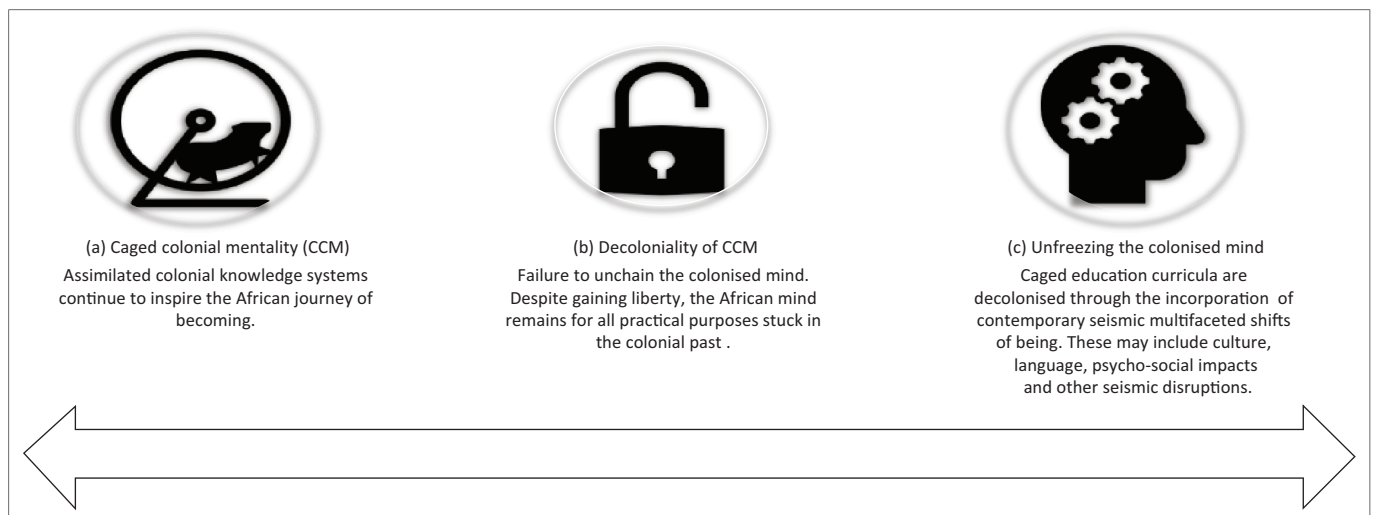 (a) Caged colonial mentality (CCM)
Assimilated colonial knowledge systems
continue to inspire the African journey of
becoming.
(b) Decoloniality of CCM
Failure to unchain the colonised mind.
Despite gaining liberty, the African mind
remains for all practical purposes stuck in
the colonial past .
(c) Unfreezing the colonised mind
Caged education curricula are
decolonised through the incorporation of
contemporary seismic multifaceted shifts
of being. These may include culture,
language, psycho-social impacts
and other seismic disruptions.